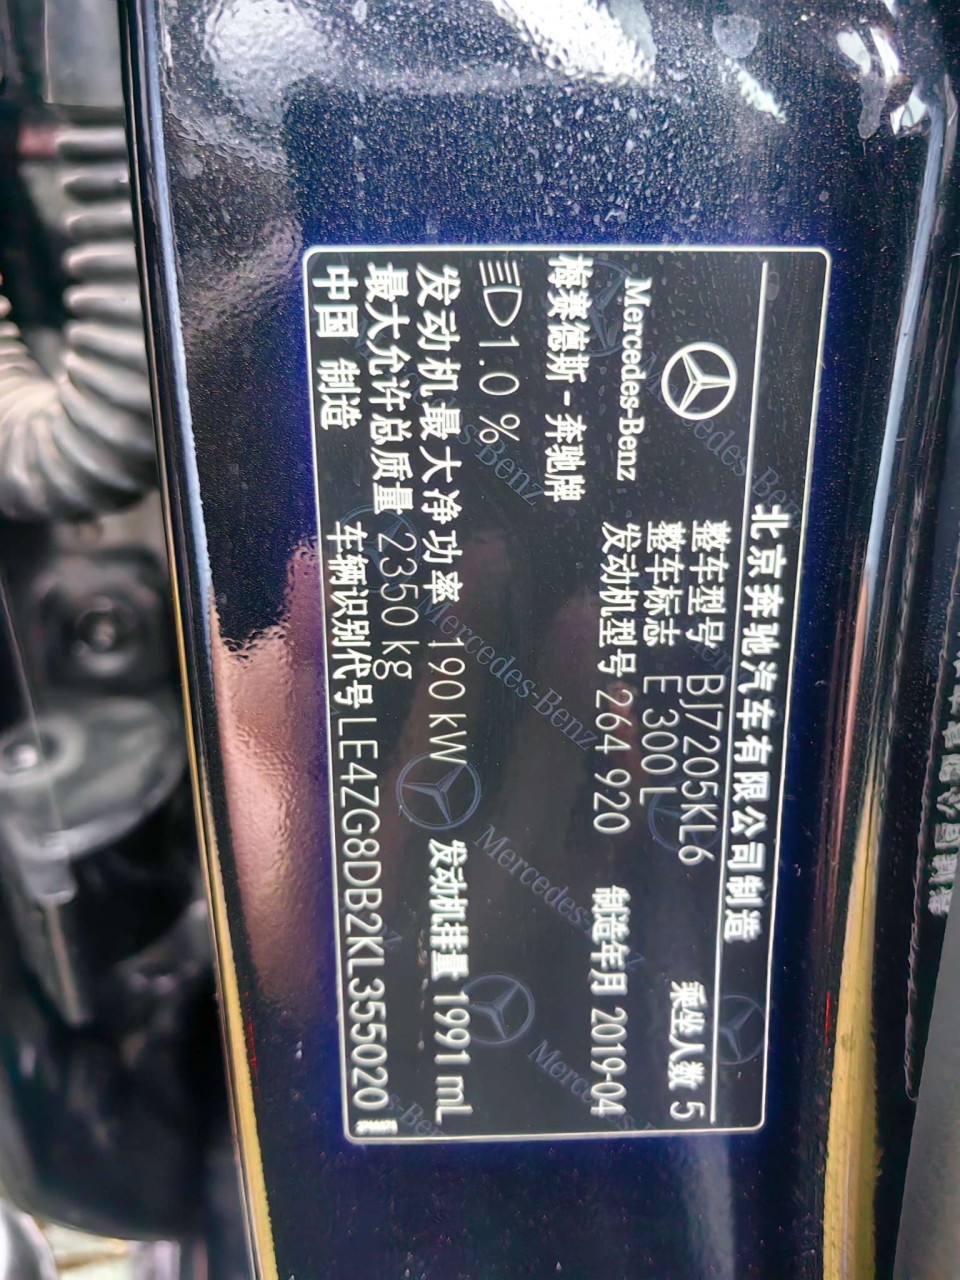 北京奔驰汽车有限公司制造
Mercedes-Benz
整车型号 BJ7205KL6 乘坐人数 5
整车标志 E 300 L
梅赛德斯-奔驰牌 发动机型号 264 920 制造年月 2019-04
1.0 %
发动机最大净功率 190 kW 发动机排量 1991 mL
最大允许总质量 2350 kg
中国 制造 车辆识别代号 LE4ZG8DB2KL355020